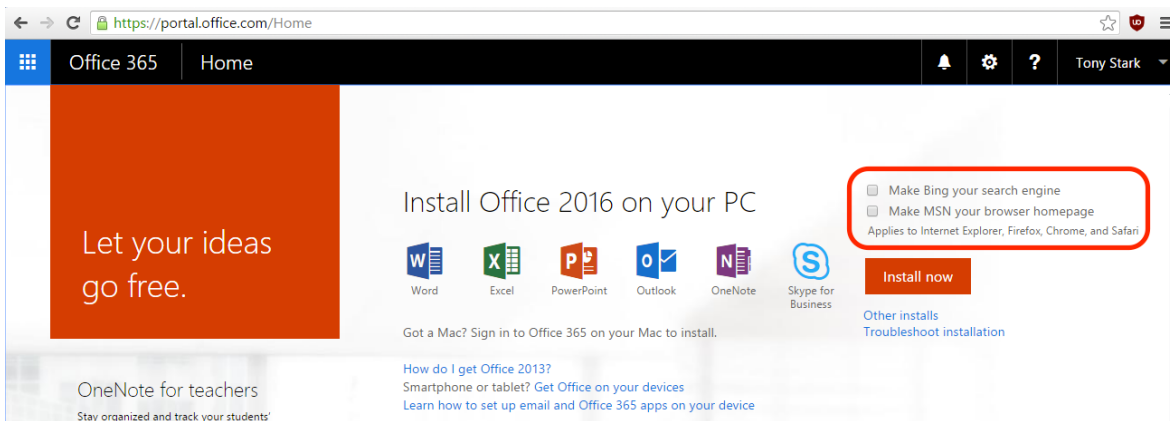 https://portal.office.com/Home
Office 365 Home ? Tony Stark
Let your ideas
go free.
Install Office 2016 on your PC
Word Excel PowerPoint Outlook OneNote Skype for
Business
Got a Mac? Sign in to Office 365 on your Mac to install.
How do I get Office 2013?
Smartphone or tablet? Get Office on your devices
Learn how to set up email and Office 365 apps on your device
Make Bing your search engine
Make MSN your browser homepage
Applies to Internet Explorer, Firefox, Chrome, and Safari
Install now
Other installs
Troubleshoot installation
OneNote for teachers
Stay organized and track your students'